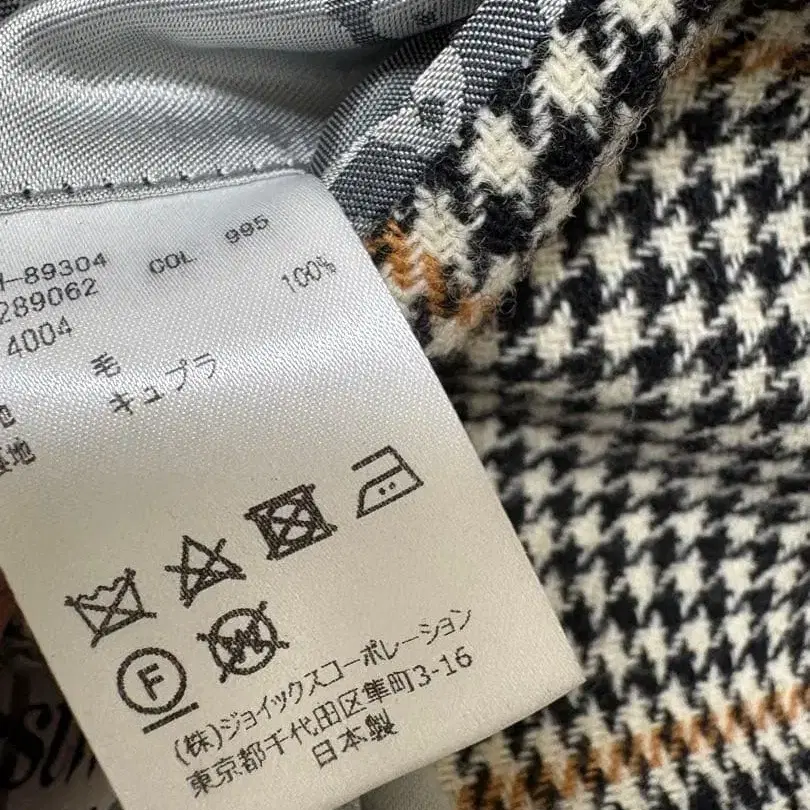 -89304 COL 995
289062
4004
毛 100%
地 キュプラ
裏地
F
W
(株)ジョイックスコーポレーション
東京都千代田区隼町3-16
日本製